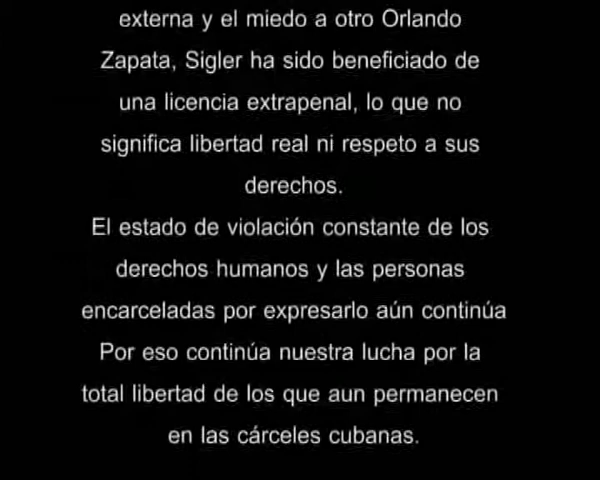 externa y el miedo a otro Orlando
Zapata, Sigler ha sido beneficiado de
una licencia extrapenal, lo que no
significa libertad real ni respeto a sus
derechos.
El estado de violación constante de los
derechos humanos y las personas
encarceladas por expresarlo aún continúa
Por eso continúa nuestra lucha por la
total libertad de los que aun permanecen
en las cárceles cubanas.